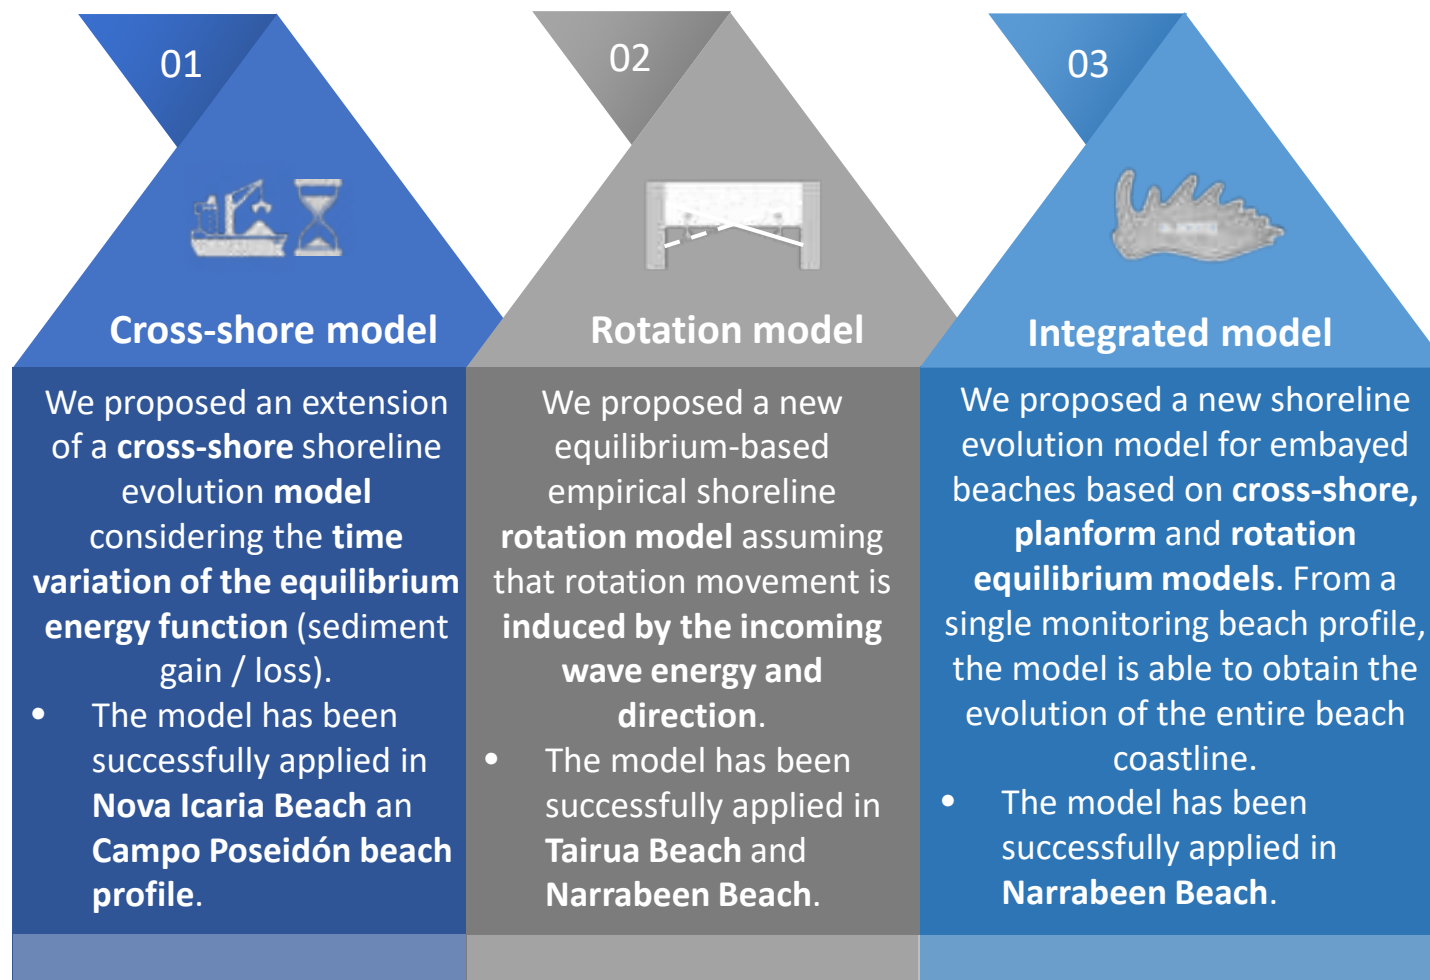 01
Cross-shore model
We proposed an extension
of a cross-shore shoreline
evolution model
considering the time
variation of the equilibrium
energy function (sediment
gain / loss).
• The model has been
successfully applied in
Nova Icaria Beach an
Campo Poseidón beach
profile.
02
Rotation model
We proposed a new
equilibrium-based
empirical shoreline
rotation model assuming
that rotation movement is
induced by the incoming
wave energy and
direction.
• The model has been
successfully applied in
Tairua Beach and
Narrabeen Beach.
03
Integrated model
We proposed a new shoreline
evolution model for embayed
beaches based on cross-shore,
planform and rotation
equilibrium models. From a
single monitoring beach profile,
the model is able to obtain the
evolution of the entire beach
coastline.
• The model has been
successfully applied in
Narrabeen Beach.